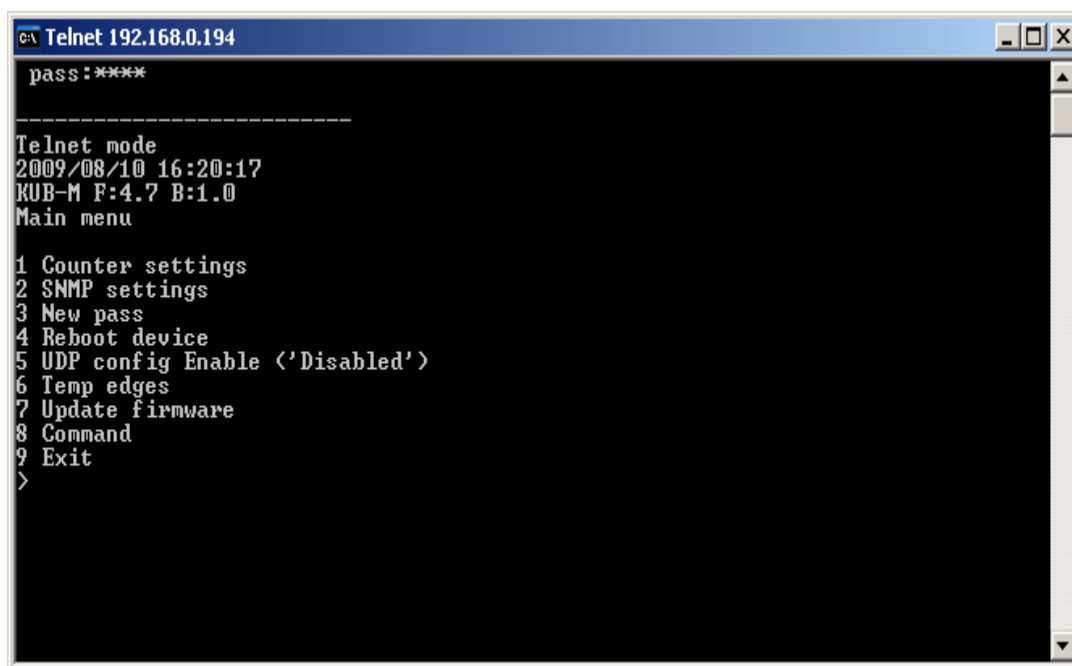 Telnet 192.168.0.194
pass:****
--------------------------
Telnet mode
2009/08/10 16:20:17
KUB-M F:4.7 B:1.0
Main menu
1 Counter settings
2 SNMP settings
3 New pass
4 Reboot device
5 UDP config Enable ('Disabled')
6 Temp edges
7 Update firmware
8 Command
9 Exit
>